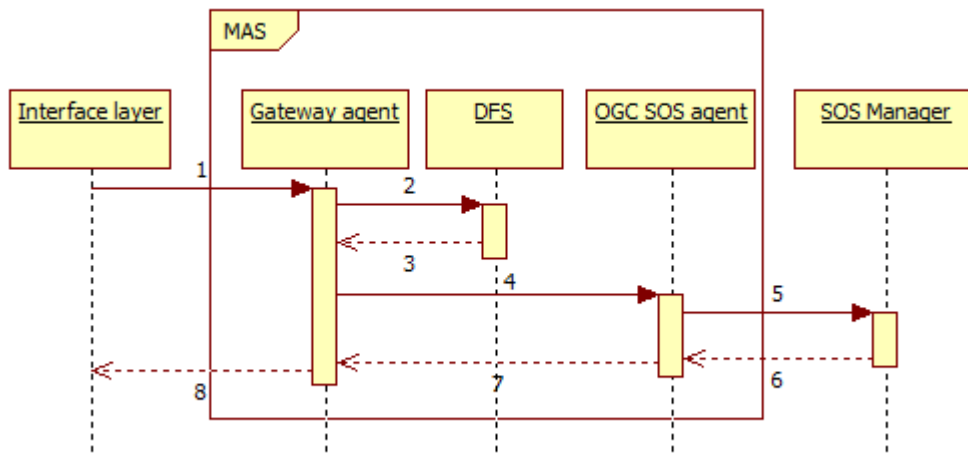 MAS
Interface layer
Gateway agent
DFS
OGC SOS agent
SOS Manager
1
2
3
4
5
6
7
8